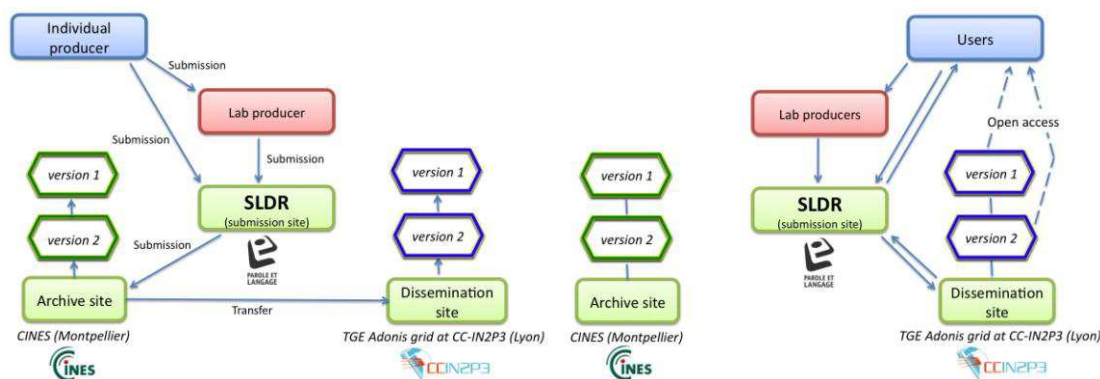 Individual
producer
Submission
Lab producer
Submission
Submission
version 1
version 2
version 1
version 2
SLDR
(submission site)
Submission
PAROLE ET
LANGAGE
Archive site
Transfer
Dissemination
site
CINES (Montpellier)
TGE Adonis grid at CC-IN2P3 (Lyon)
CINES
CCIN2P3
Users
Lab producers
Open access
version 1
version 2
version 1
version 2
SLDR
(submission site)
PAROLE ET
LANGAGE
Archive site
Dissemination
site
CINES (Montpellier)
TGE Adonis grid at CC-IN2P3 (Lyon)
CINES
CCIN2P3